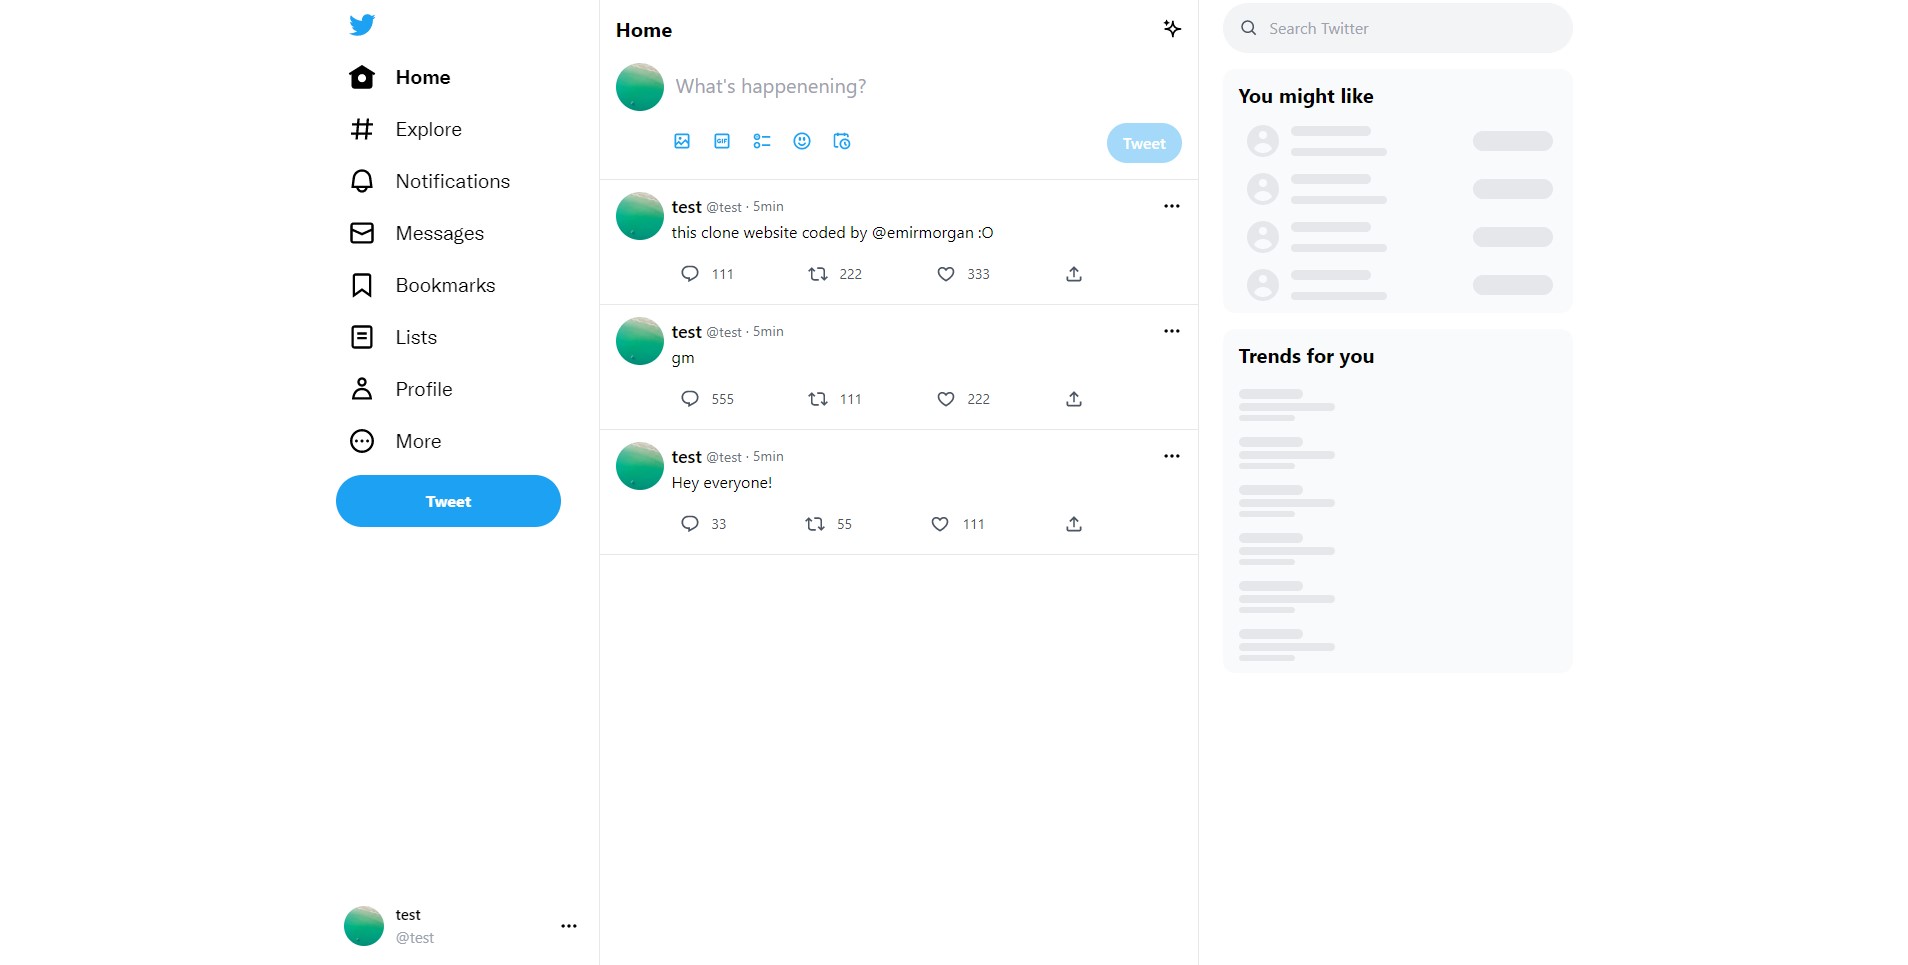 Home
Explore
Notifications
Messages
Bookmarks
Lists
Profile
More
Tweet
test
@test
Home
What's happenening?
GIF
Tweet
test @test · 5min
this clone website coded by @emirmorgan :O
111 222 333
test @test · 5min
gm
555 111 222
test @test · 5min
Hey everyone!
33 55 111
Search Twitter
You might like
Trends for you